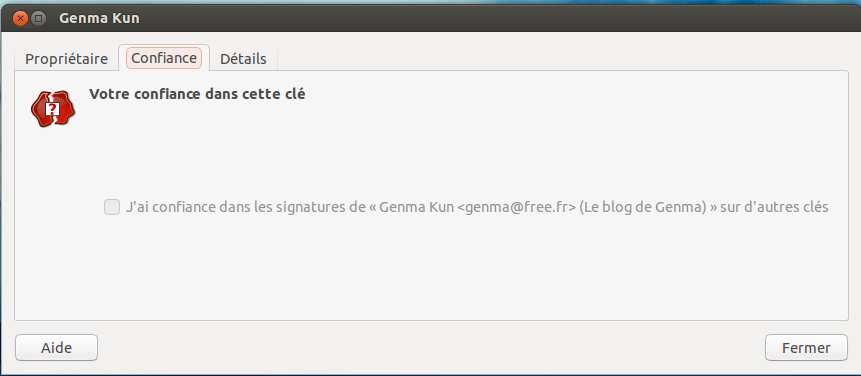 Genma Kun
Propriétaire Confiance Détails
?
Votre confiance dans cette clé
J'ai confiance dans les signatures de « Genma Kun <genma@free.fr> (Le blog de Genma) » sur d'autres clés
Aide Fermer